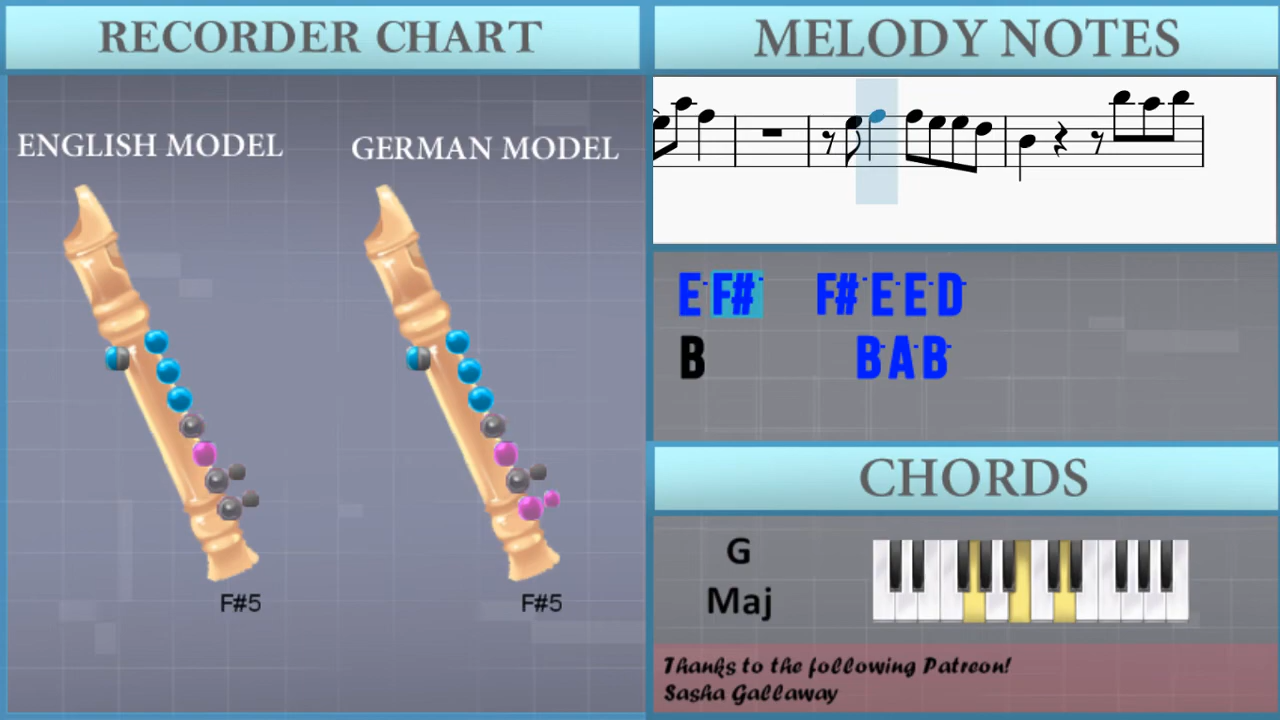 RECORDER CHART
ENGLISH MODEL
GERMAN MODEL
F#5
F#5
MELODY NOTES
E˙ F#˙ F#˙ E˙ E˙ D˙
B B˙ A˙ B˙
CHORDS
G
Maj
Thanks to the following Patreon!
Sasha Gallaway